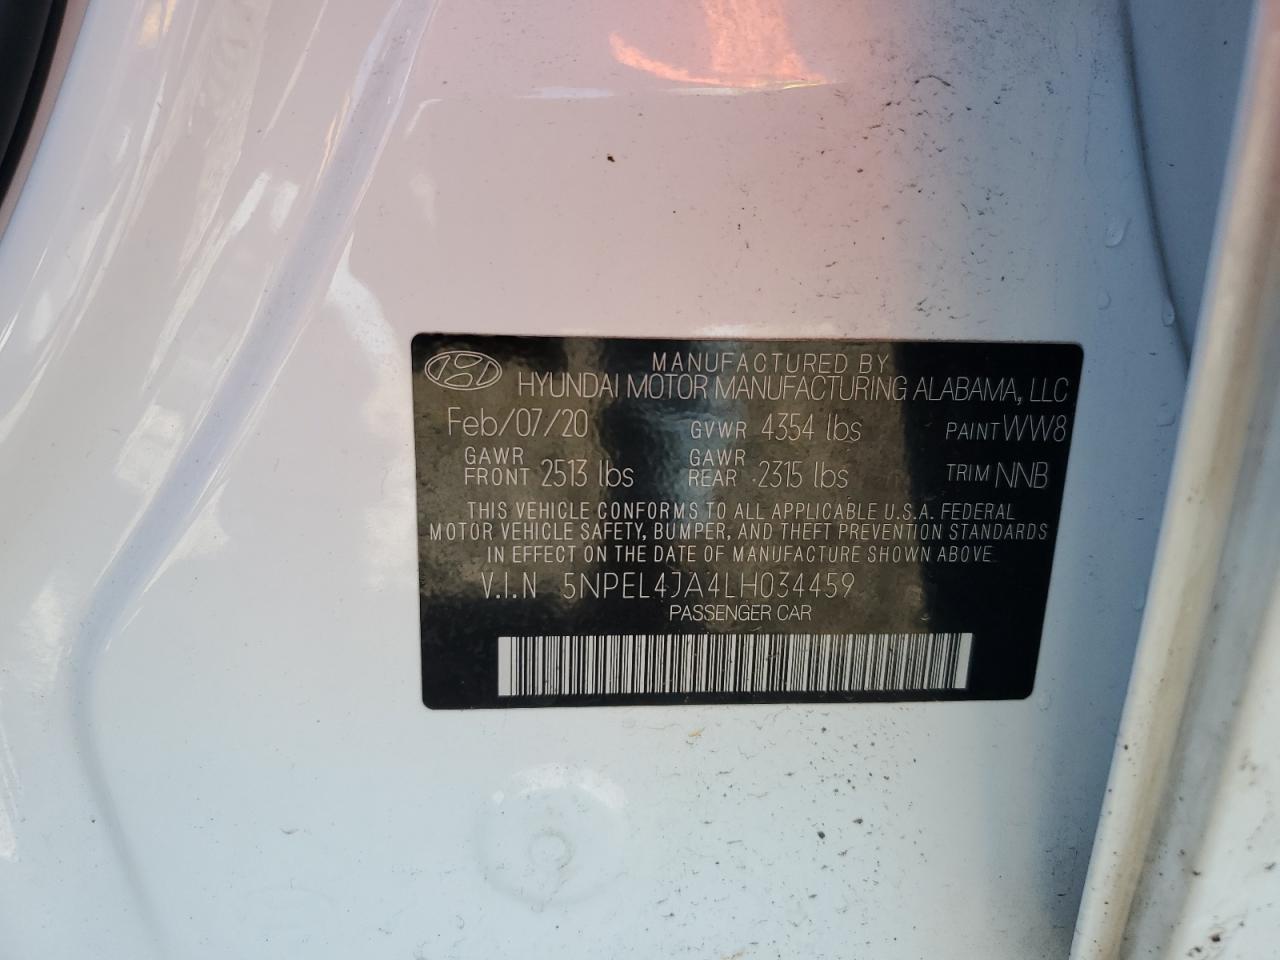 MANUFACTURED BY
HYUNDAI MOTOR MANUFACTURING ALABAMA, LLC
Feb/07/20 GVWR 4354 lbs PAINT WW8
GAWR FRONT 2513 lbs GAWR REAR 2315 lbs TRIM NNB
THIS VEHICLE CONFORMS TO ALL APPLICABLE U.S.A. FEDERAL
MOTOR VEHICLE SAFETY, BUMPER, AND THEFT PREVENTION STANDARDS
IN EFFECT ON THE DATE OF MANUFACTURE SHOWN ABOVE.
V.I.N 5NPEL4JA4LH034459
PASSENGER CAR